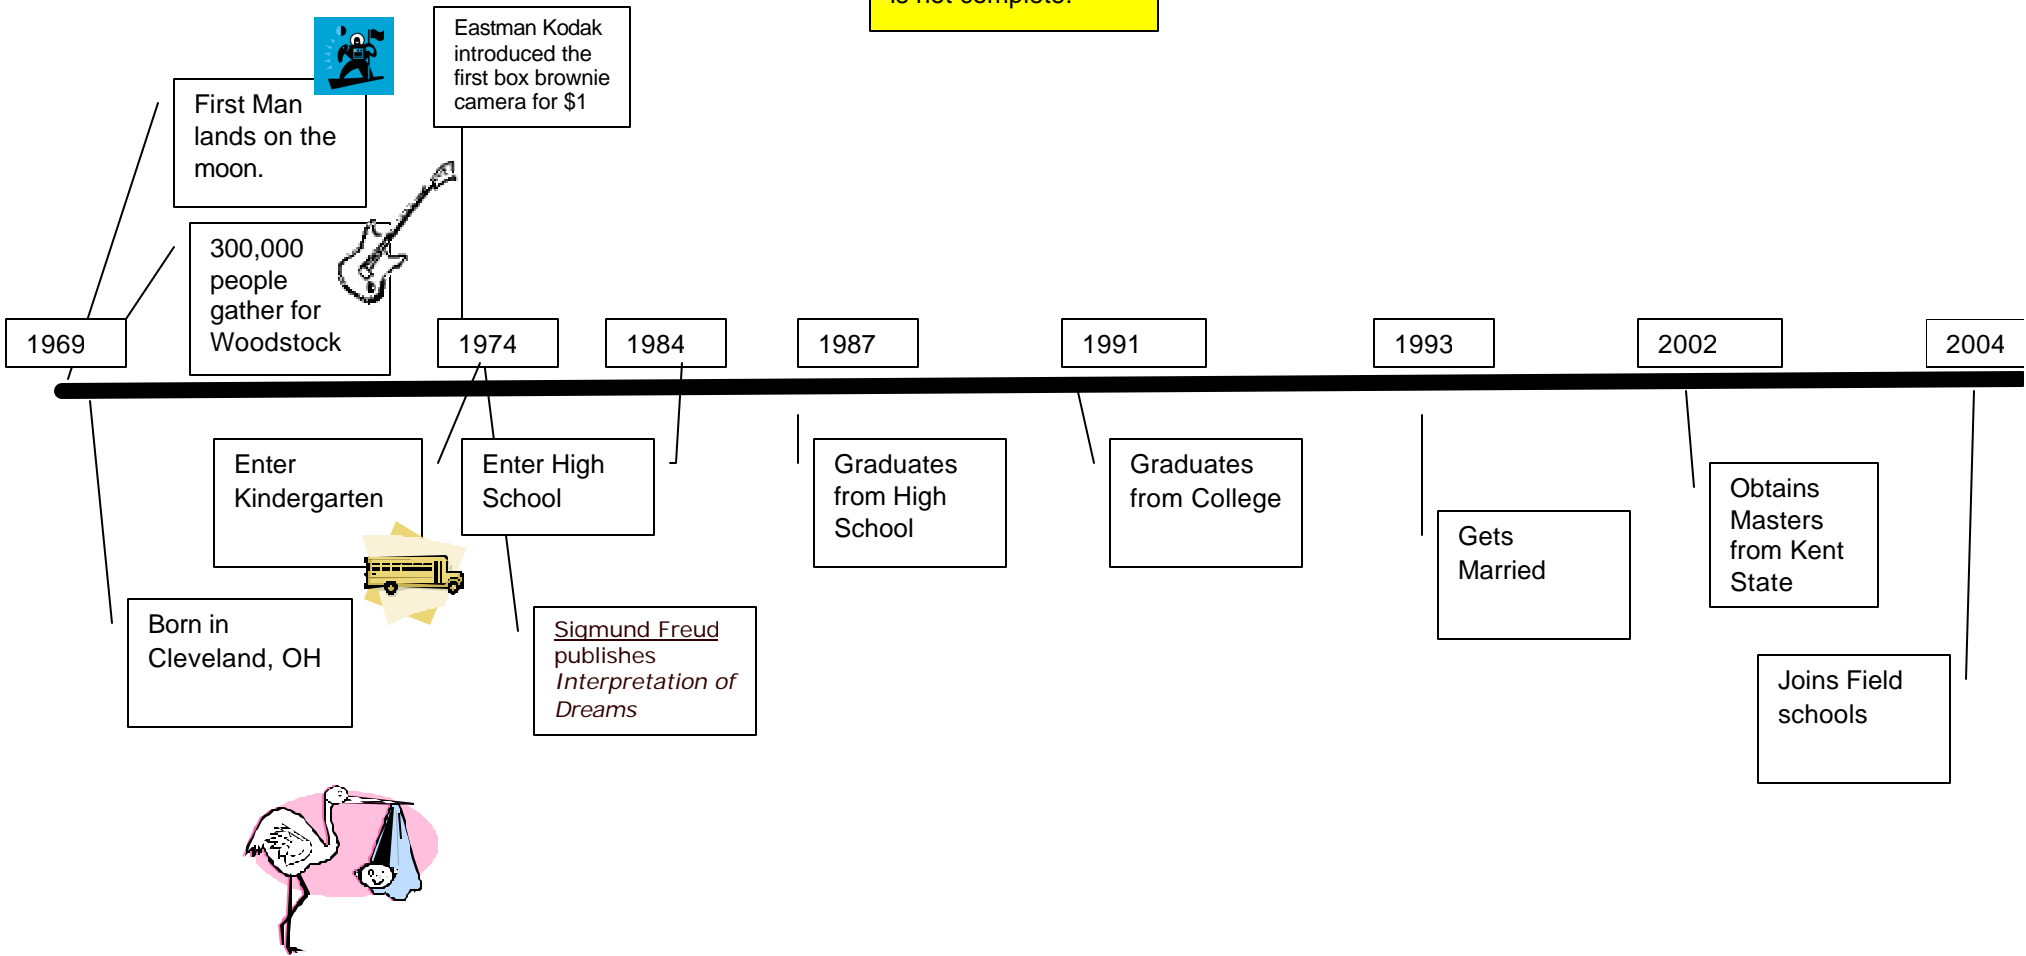 is not complete.
Eastman Kodak
introduced the
first box brownie
camera for $1
First Man
lands on the
moon.
300,000
people
gather for
Woodstock
1969
1974
1984
1987
1991
1993
2002
2004
Enter
Kindergarten
Enter High
School
Graduates
from High
School
Graduates
from College
Gets
Married
Obtains
Masters
from Kent
State
Born in
Cleveland, OH
Sigmund Freud
publishes
Interpretation of
Dreams
Joins Field
schools